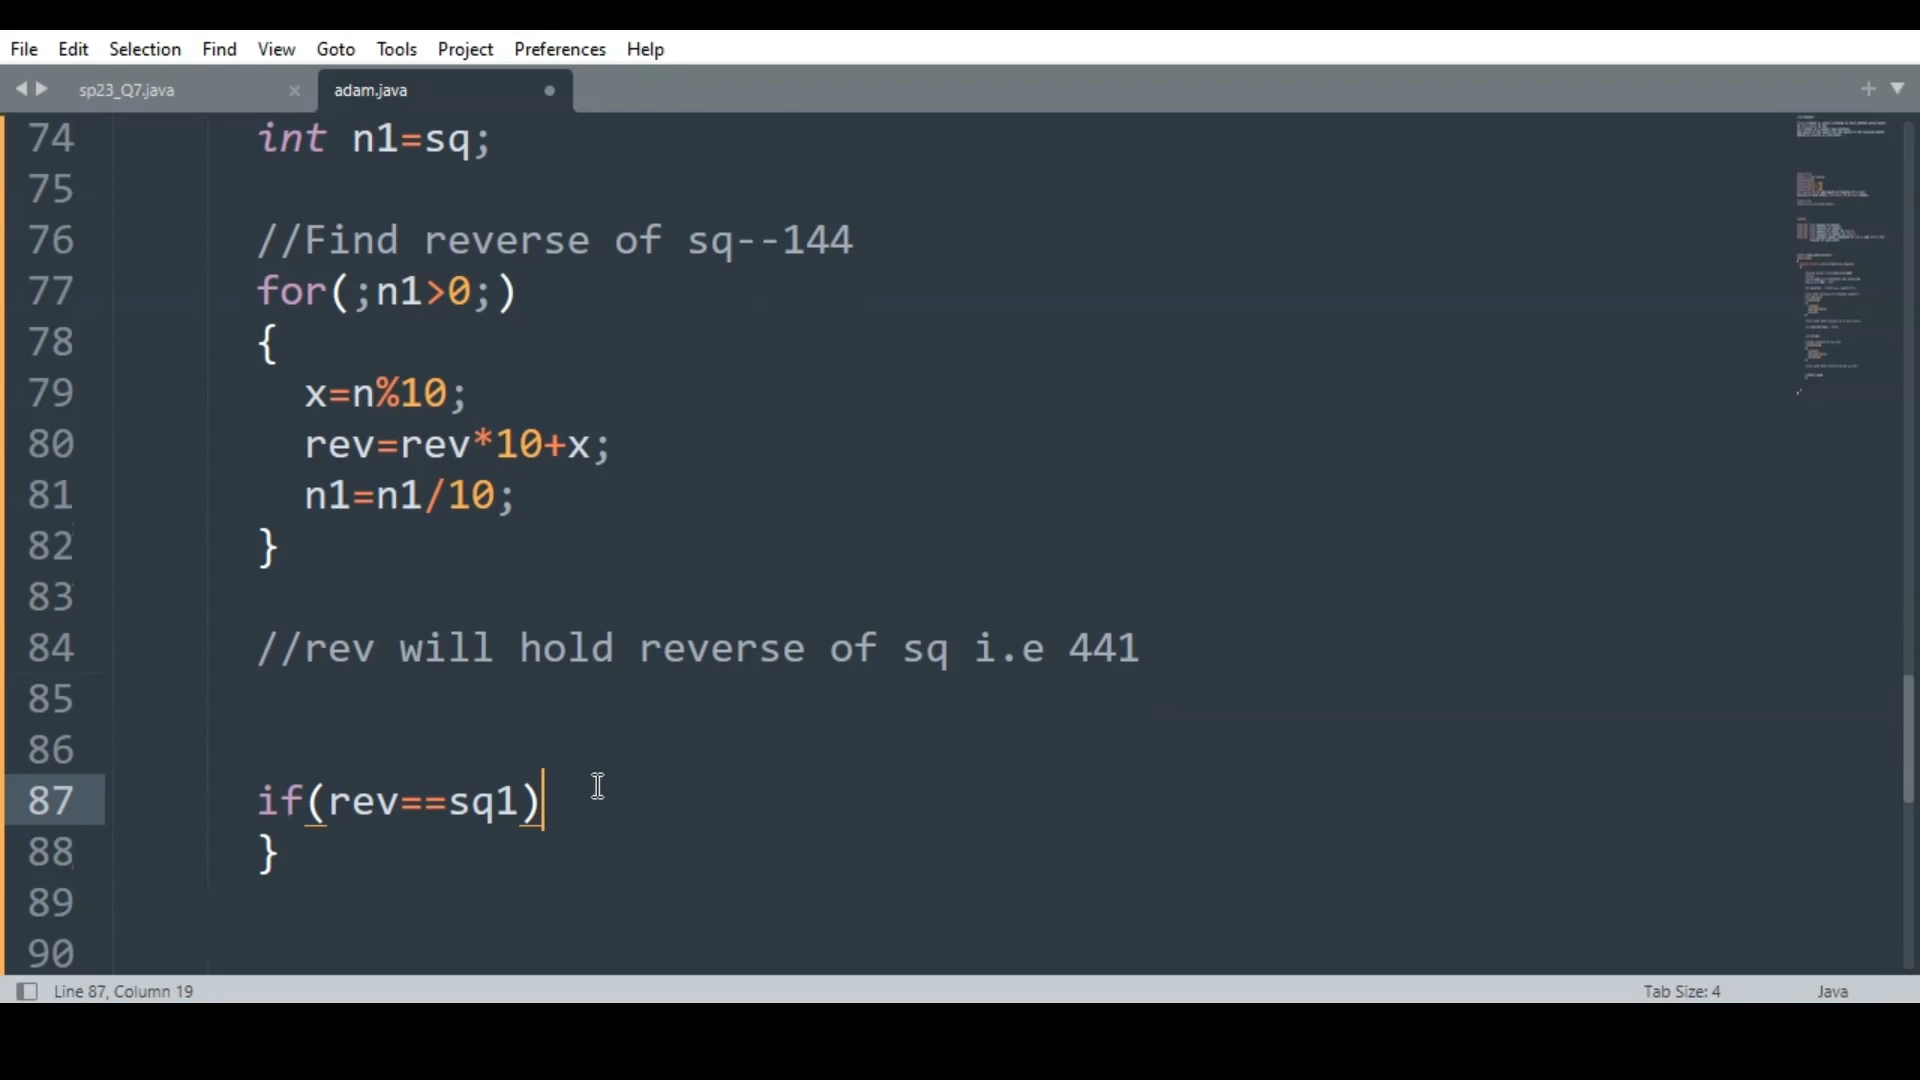 File Edit Selection Find View Goto Tools Project Preferences Help
sp23_Q7.java adam.java
74 int n1=sq;
75
76 //Find reverse of sq--144
77 for(;n1>0;)
78 {
79 x=n%10;
80 rev=rev*10+x;
81 n1=n1/10;
82 }
83
84 //rev will hold reverse of sq i.e 441
85
86
87 if(rev==sq1)
88 }
89
90
Line 87, Column 19 Tab Size: 4 Java